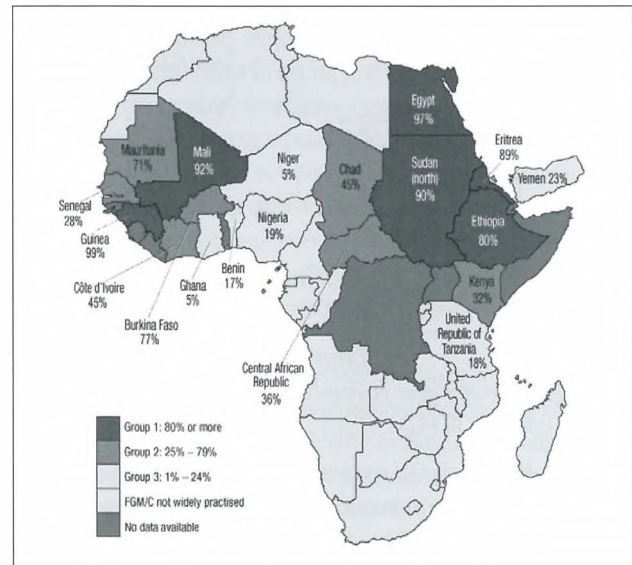 Egypt
97%
Mauritania
71%
Mali
92%
Niger
5%
Chad
45%
Sudan
(north)
90%
Eritrea
89%
Yemen 23%
Senegal
28%
Guinea
99%
Nigeria
19%
Ethiopia
80%
Côte d'Ivoire
45%
Ghana
5%
Benin
17%
Kenya
32%
Burkina Faso
77%
Central African
Republic
36%
United
Republic of
Tanzania
18%
Group 1: 80% or more
Group 2: 25% – 79%
Group 3: 1% – 24%
FGM/C not widely practised
No data available